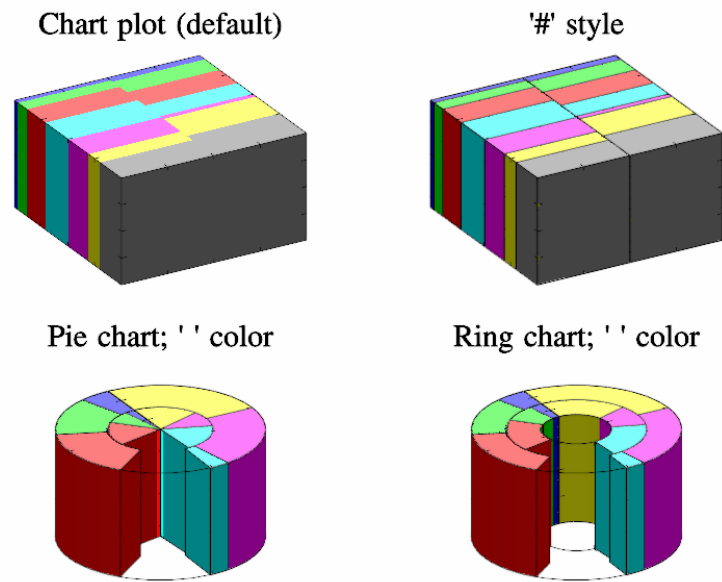 Chart plot (default)
'#' style
Pie chart; ' ' color
Ring chart; ' ' color